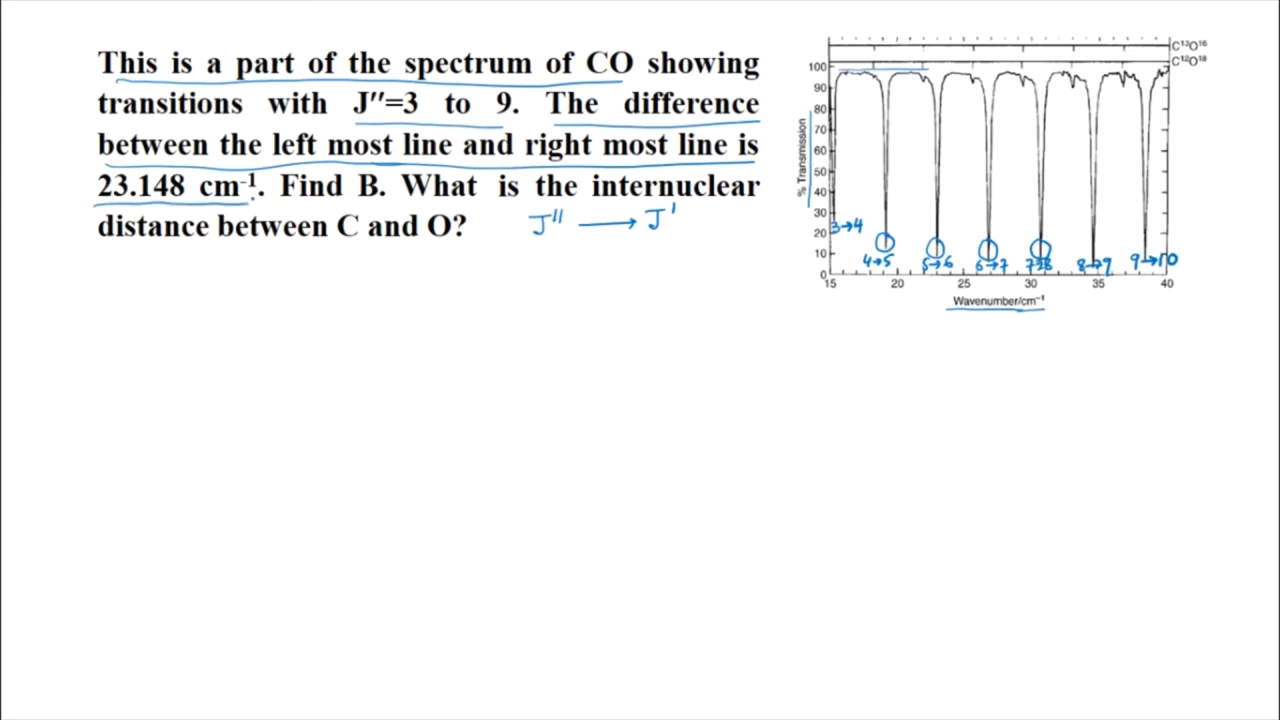 This is a part of the spectrum of CO showing
transitions with J″=3 to 9. The difference
between the left most line and right most line is
23.148 cm⁻¹. Find B. What is the internuclear
distance between C and O?
J″ → J′
C¹³O¹⁶
C¹²O¹⁸
100
90
80
70
60
50
40
30
20
10
0
% Transmission
3→4
4→5
5→6
6→7
7→8
8→9
9→10
15 20 25 30 35 40
Wavenumber/cm⁻¹